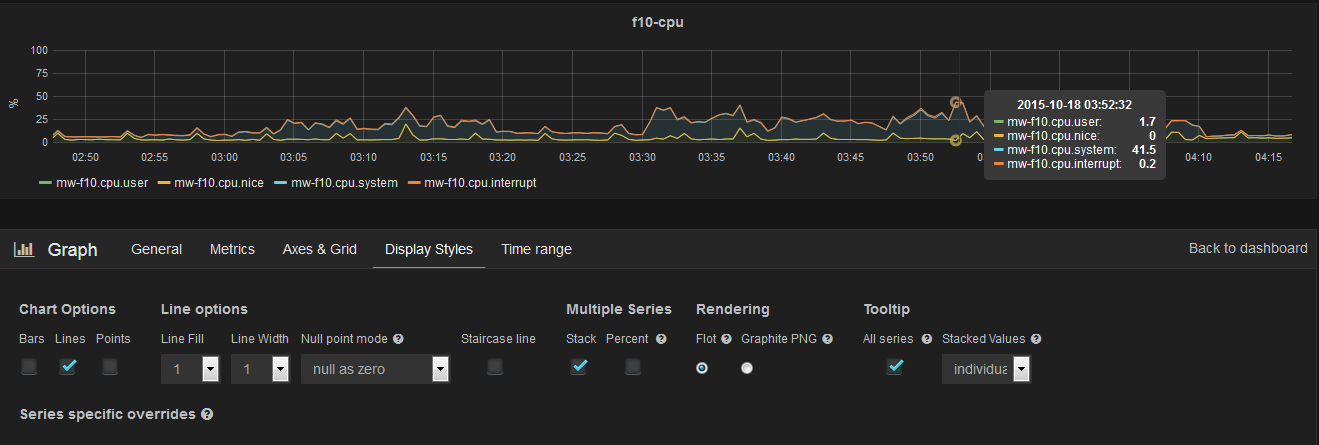 f10-cpu
100
75
50
25
0
%
02:50 02:55 03:00 03:05 03:10 03:15 03:20 03:25 03:30 03:35 03:40 03:45 03:50 03: 04:10 04:15
2015-10-18 03:52:32
mw-f10.cpu.user: 1.7
mw-f10.cpu.nice: 0
mw-f10.cpu.system: 41.5
mw-f10.cpu.interrupt: 0.2
mw-f10.cpu.user mw-f10.cpu.nice mw-f10.cpu.system mw-f10.cpu.interrupt
Graph General Metrics Axes & Grid Display Styles Time range Back to dashboard
Chart Options Line options Multiple Series Rendering Tooltip
Bars Lines Points Line Fill Line Width Null point mode ? Staircase line Stack Percent ? Flot ? Graphite PNG ? All series ? Stacked Values ?
1 1 null as zero individua
Series specific overrides ?